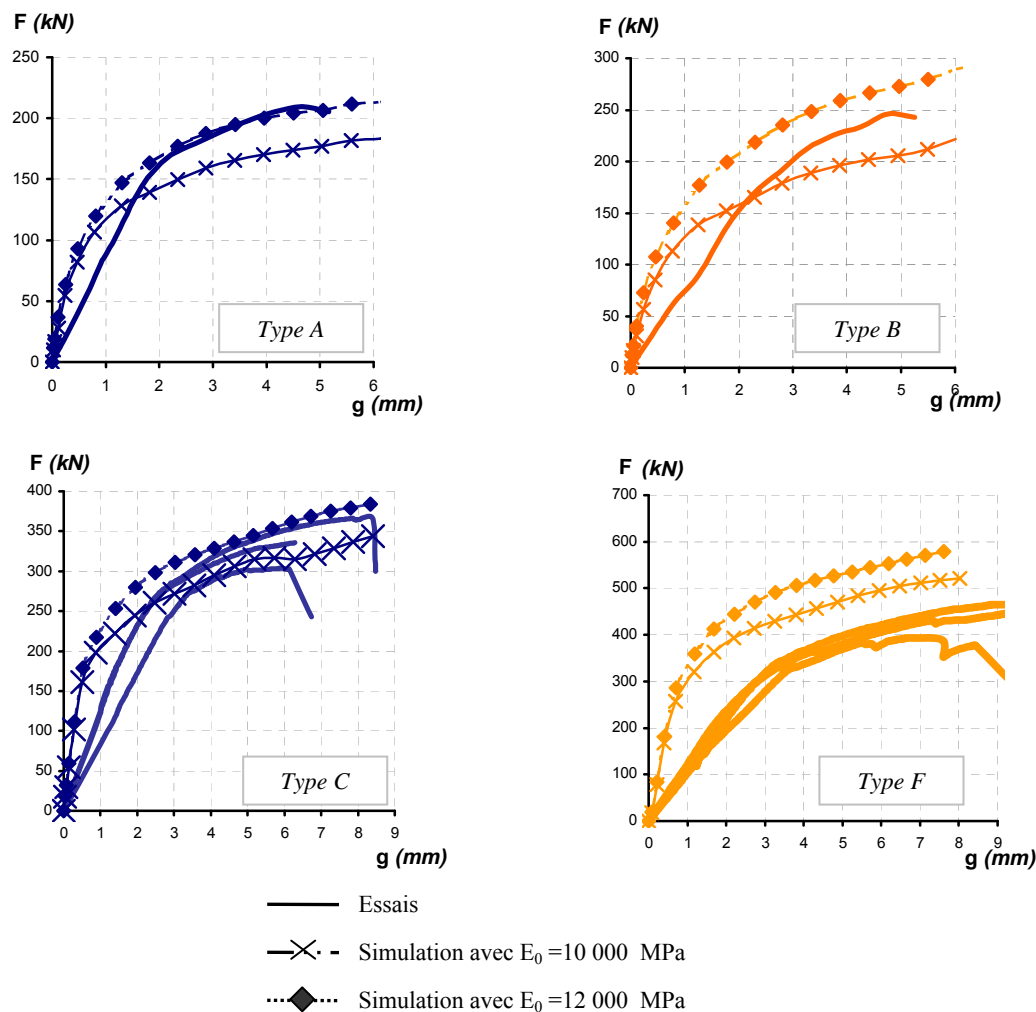 F (kN)
250
200
150
100
50
0
0 1 2 3 4 5 6
g (mm)
Type A
F (kN)
300
250
200
150
100
50
0
0 1 2 3 4 5 6
g (mm)
Type B
F (kN)
400
350
300
250
200
150
100
50
0
0 1 2 3 4 5 6 7 8 9
g (mm)
Type C
F (kN)
700
600
500
400
300
200
100
0
0 1 2 3 4 5 6 7 8 9
g (mm)
Type F
Essais
Simulation avec E₀ =10 000 MPa
Simulation avec E₀ =12 000 MPa